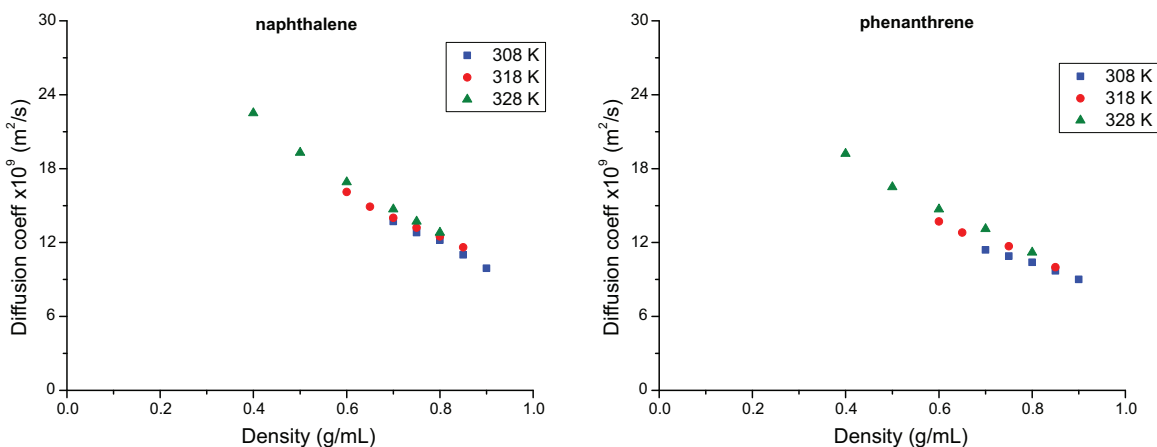 naphthalene
308 K
318 K
328 K
Diffusion coeff x10⁹ (m²/s)
30
24
18
12
6
0
0.0 0.2 0.4 0.6 0.8 1.0
Density (g/mL)
phenanthrene
308 K
318 K
328 K
Diffusion coeff x10⁹ (m²/s)
30
24
18
12
6
0
0.0 0.2 0.4 0.6 0.8 1.0
Density (g/mL)